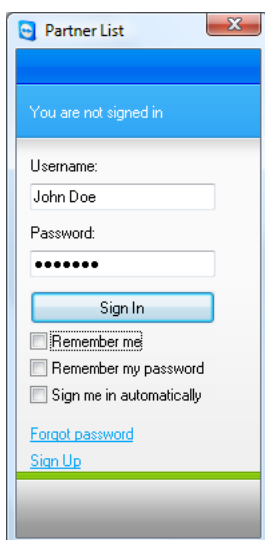 Partner List
You are not signed in
Username:
John Doe
Password:
•••••••
Sign In
Remember me
Remember my password
Sign me in automatically
Forgot password
Sign Up